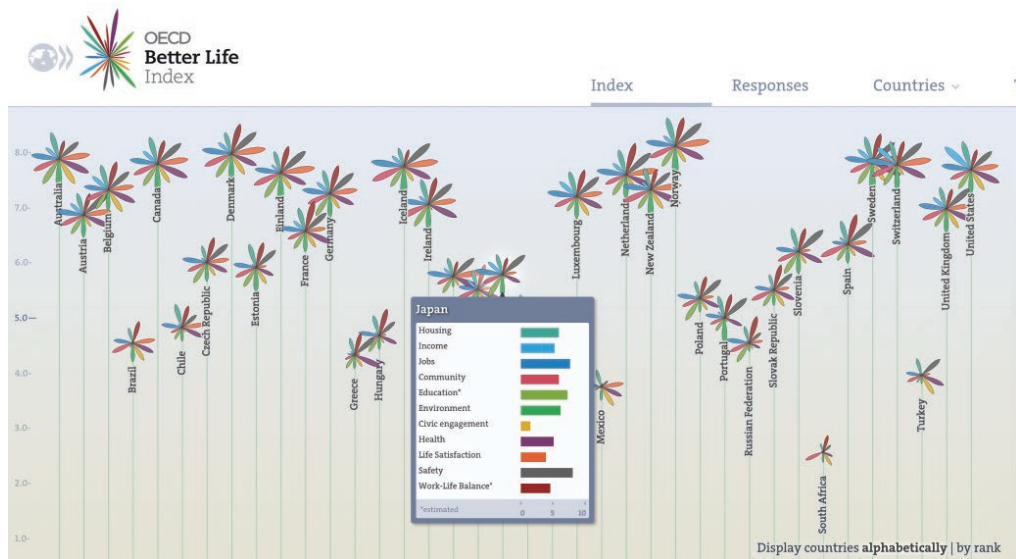 OECD
Better Life
Index
Index
Responses
Countries
8.0
7.0
6.0
5.0
4.0
3.0
2.0
1.0
Australia
Austria
Belgium
Brazil
Canada
Chile
Czech Republic
Denmark
Estonia
Finland
France
Germany
Greece
Hungary
Iceland
Ireland
Luxembourg
Mexico
Netherlands
New Zealand
Norway
Poland
Portugal
Russian Federation
Slovak Republic
Slovenia
South Africa
Spain
Sweden
Switzerland
Turkey
United Kingdom
United States
Japan
Housing
Income
Jobs
Community
Education*
Environment
Civic engagement
Health
Life Satisfaction
Safety
Work-Life Balance*
*estimated
0 5 10
Display countries alphabetically | by rank